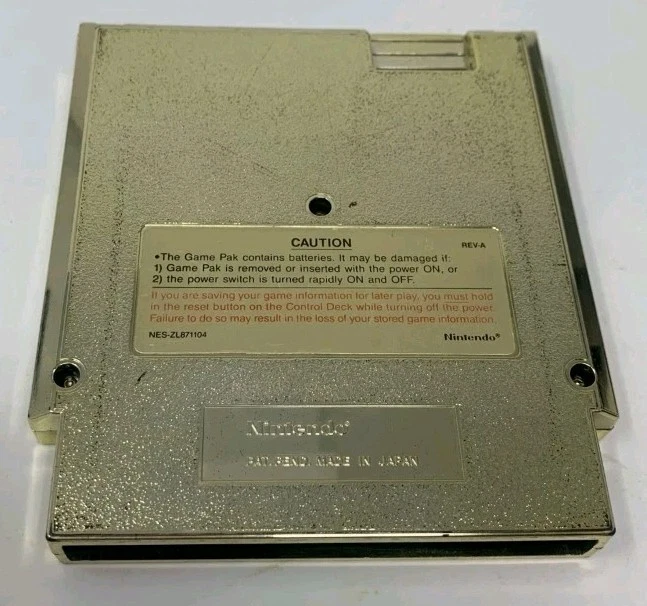 CAUTION
REV-A
•The Game Pak contains batteries. It may be damaged if:
1) Game Pak is removed or inserted with the power ON, or
2) the power switch is turned rapidly ON and OFF.
If you are saving your game information for later play, you must hold
in the reset button on the Control Deck while turning off the power.
Failure to do so may result in the loss of your stored game information.
NES-ZL871104
Nintendo®
Nintendo®
PAT. PEND. MADE IN JAPAN